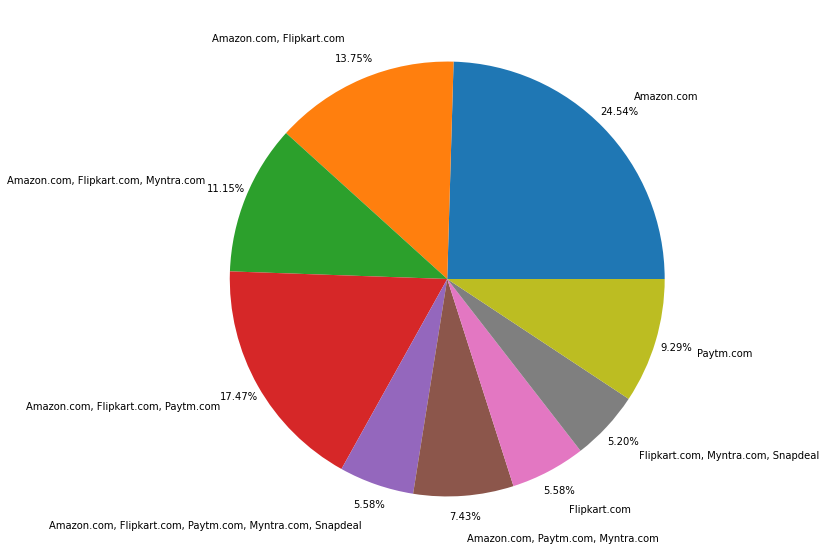 Amazon.com, Flipkart.com
13.75%
Amazon.com
24.54%
Amazon.com, Flipkart.com, Myntra.com
11.15%
9.29%
Paytm.com
17.47%
Amazon.com, Flipkart.com, Paytm.com
5.20%
Flipkart.com, Myntra.com, Snapdeal
5.58%
Flipkart.com
5.58%
Amazon.com, Flipkart.com, Paytm.com, Myntra.com, Snapdeal
7.43%
Amazon.com, Paytm.com, Myntra.com